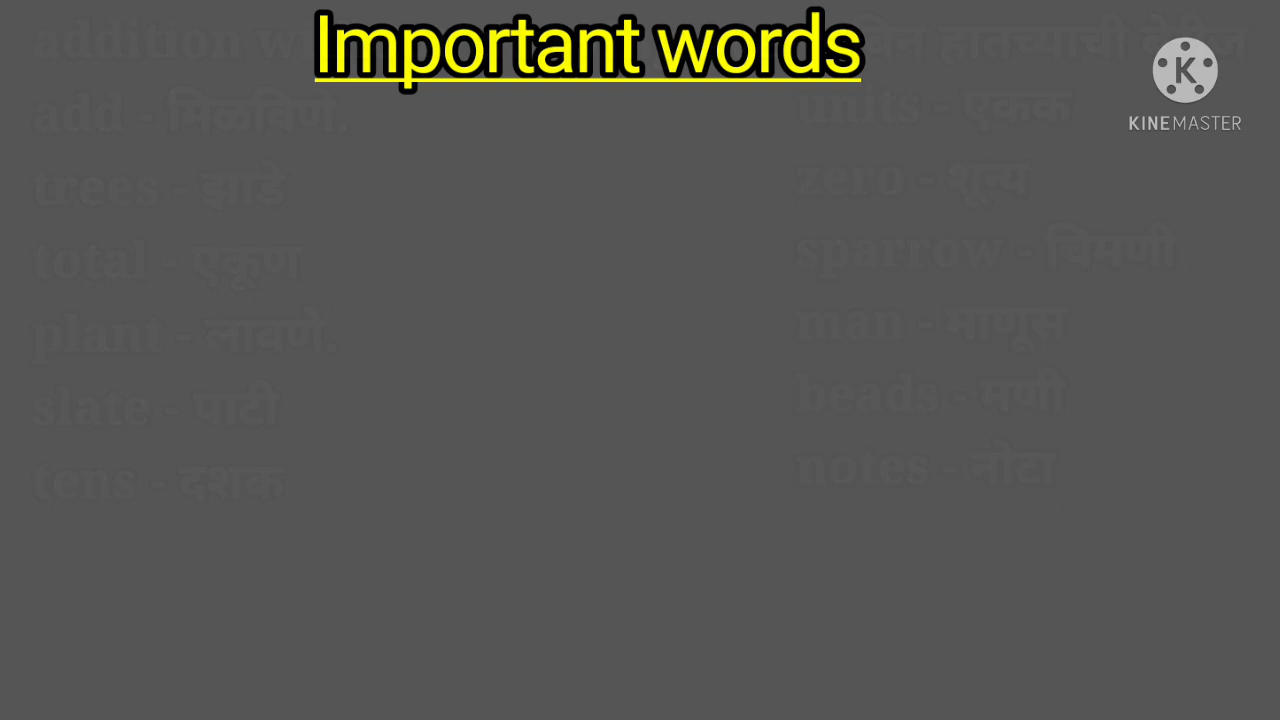 Important words
addition
add - मिळविणे.
trees - झाडे
total - एकूण
plant - लावणे.
slate - पाटी
tens - दशक
units - एकक
zero - शून्य
sparrow - चिमणी
man - माणूस
beads - मणी
notes - नोटा
K
KINEMASTER